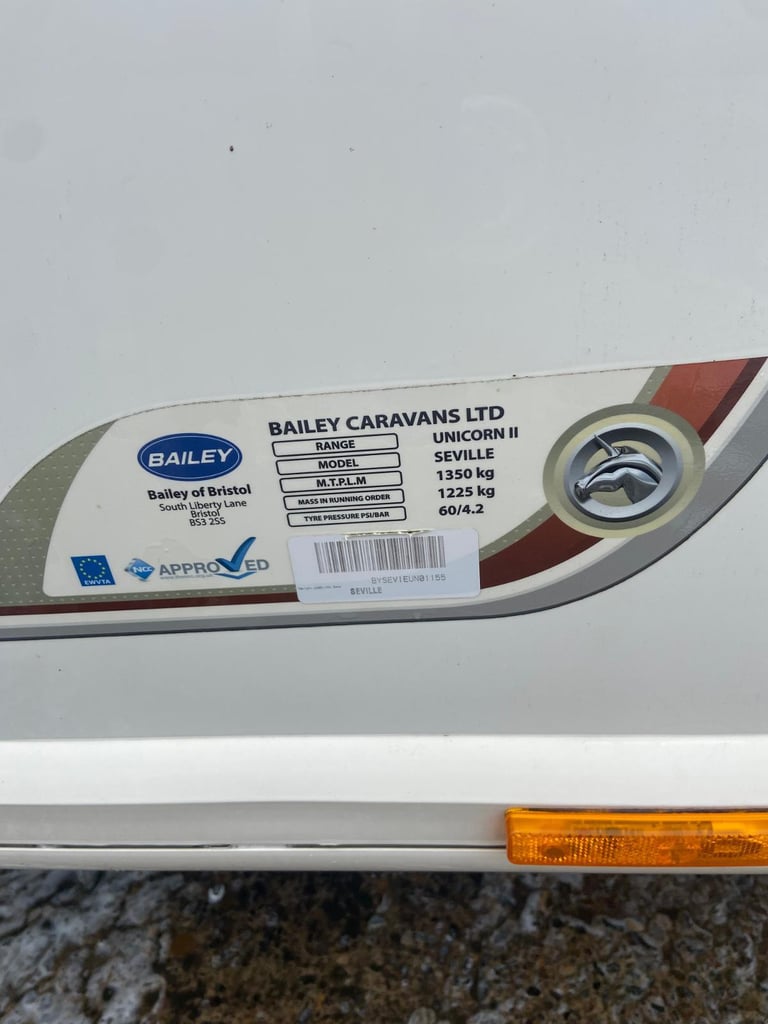 BAILEY CARAVANS LTD
RANGE UNICORN II
MODEL SEVILLE
M.T.P.L.M 1350 kg
MASS IN RUNNING ORDER 1225 kg
TYRE PRESSURE PSI/BAR 60/4.2
BAILEY
Bailey of Bristol
South Liberty Lane
Bristol
BS3 2SS
EWVTA
NCC APPROVED
BYSEVIEUN01155
SEVILLE